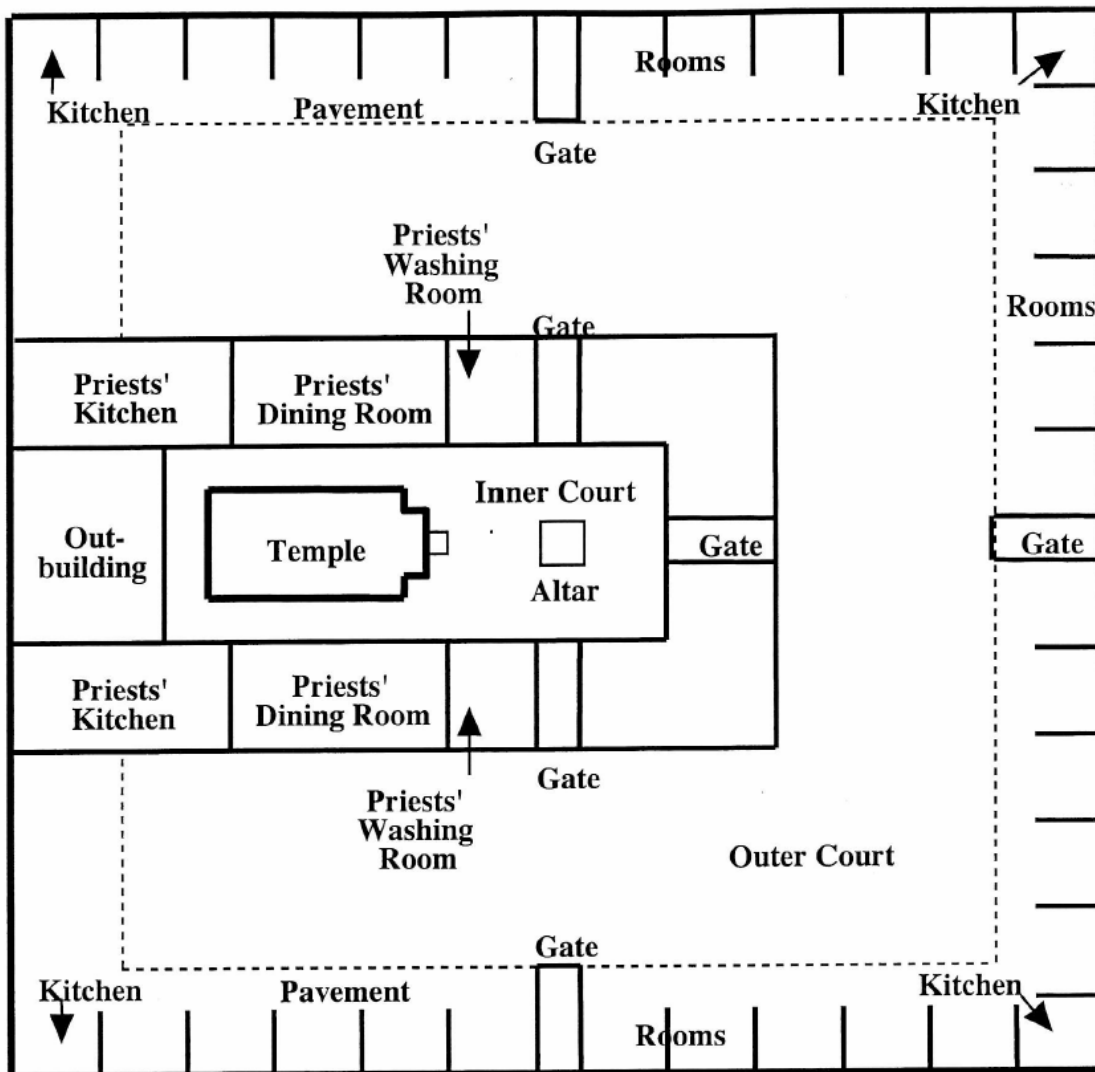 Rooms
Kitchen
Pavement
Kitchen
Gate
Priests'
Washing
Room
Rooms
Gate
Priests'
Kitchen
Priests'
Dining Room
Inner Court
Out-
building
Temple
Gate
Gate
Altar
Priests'
Kitchen
Priests'
Dining Room
Gate
Priests'
Washing
Room
Outer Court
Gate
Kitchen
Pavement
Kitchen
Rooms